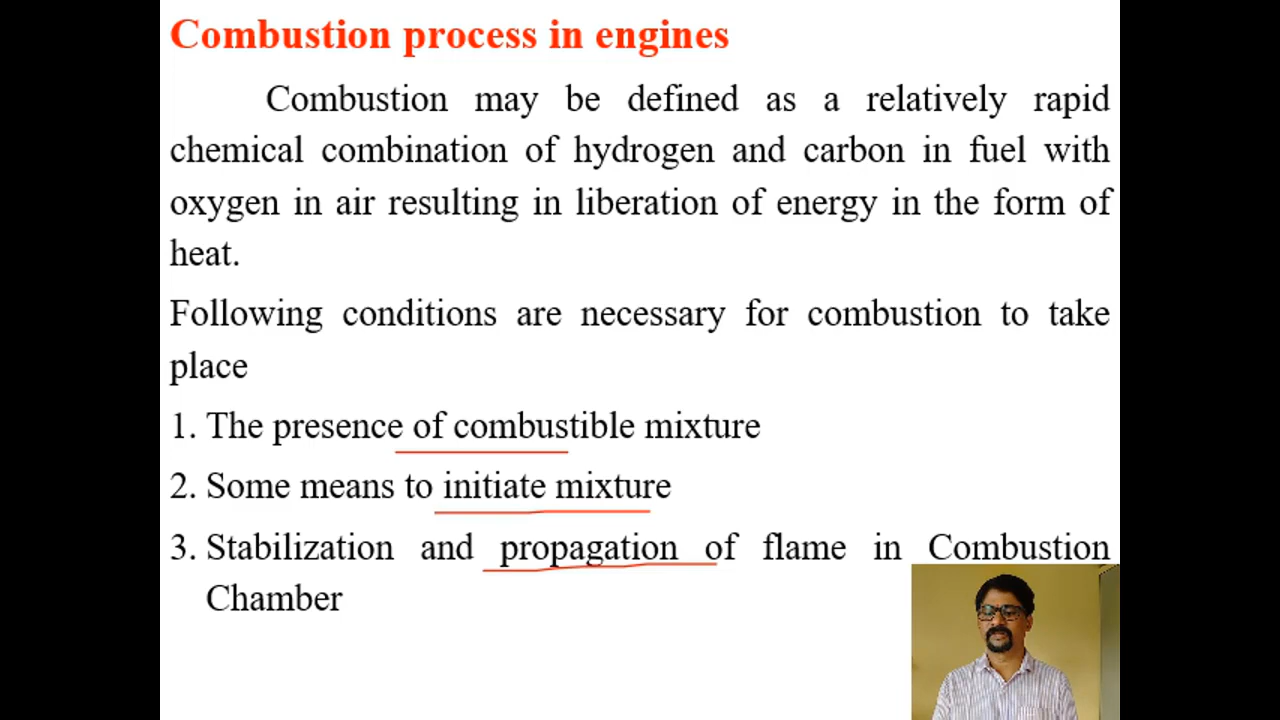 Combustion process in engines
Combustion may be defined as a relatively rapid
chemical combination of hydrogen and carbon in fuel with
oxygen in air resulting in liberation of energy in the form of
heat.
Following conditions are necessary for combustion to take
place
1. The presence of combustible mixture
2. Some means to initiate mixture
3. Stabilization and propagation of flame in Combustion
Chamber